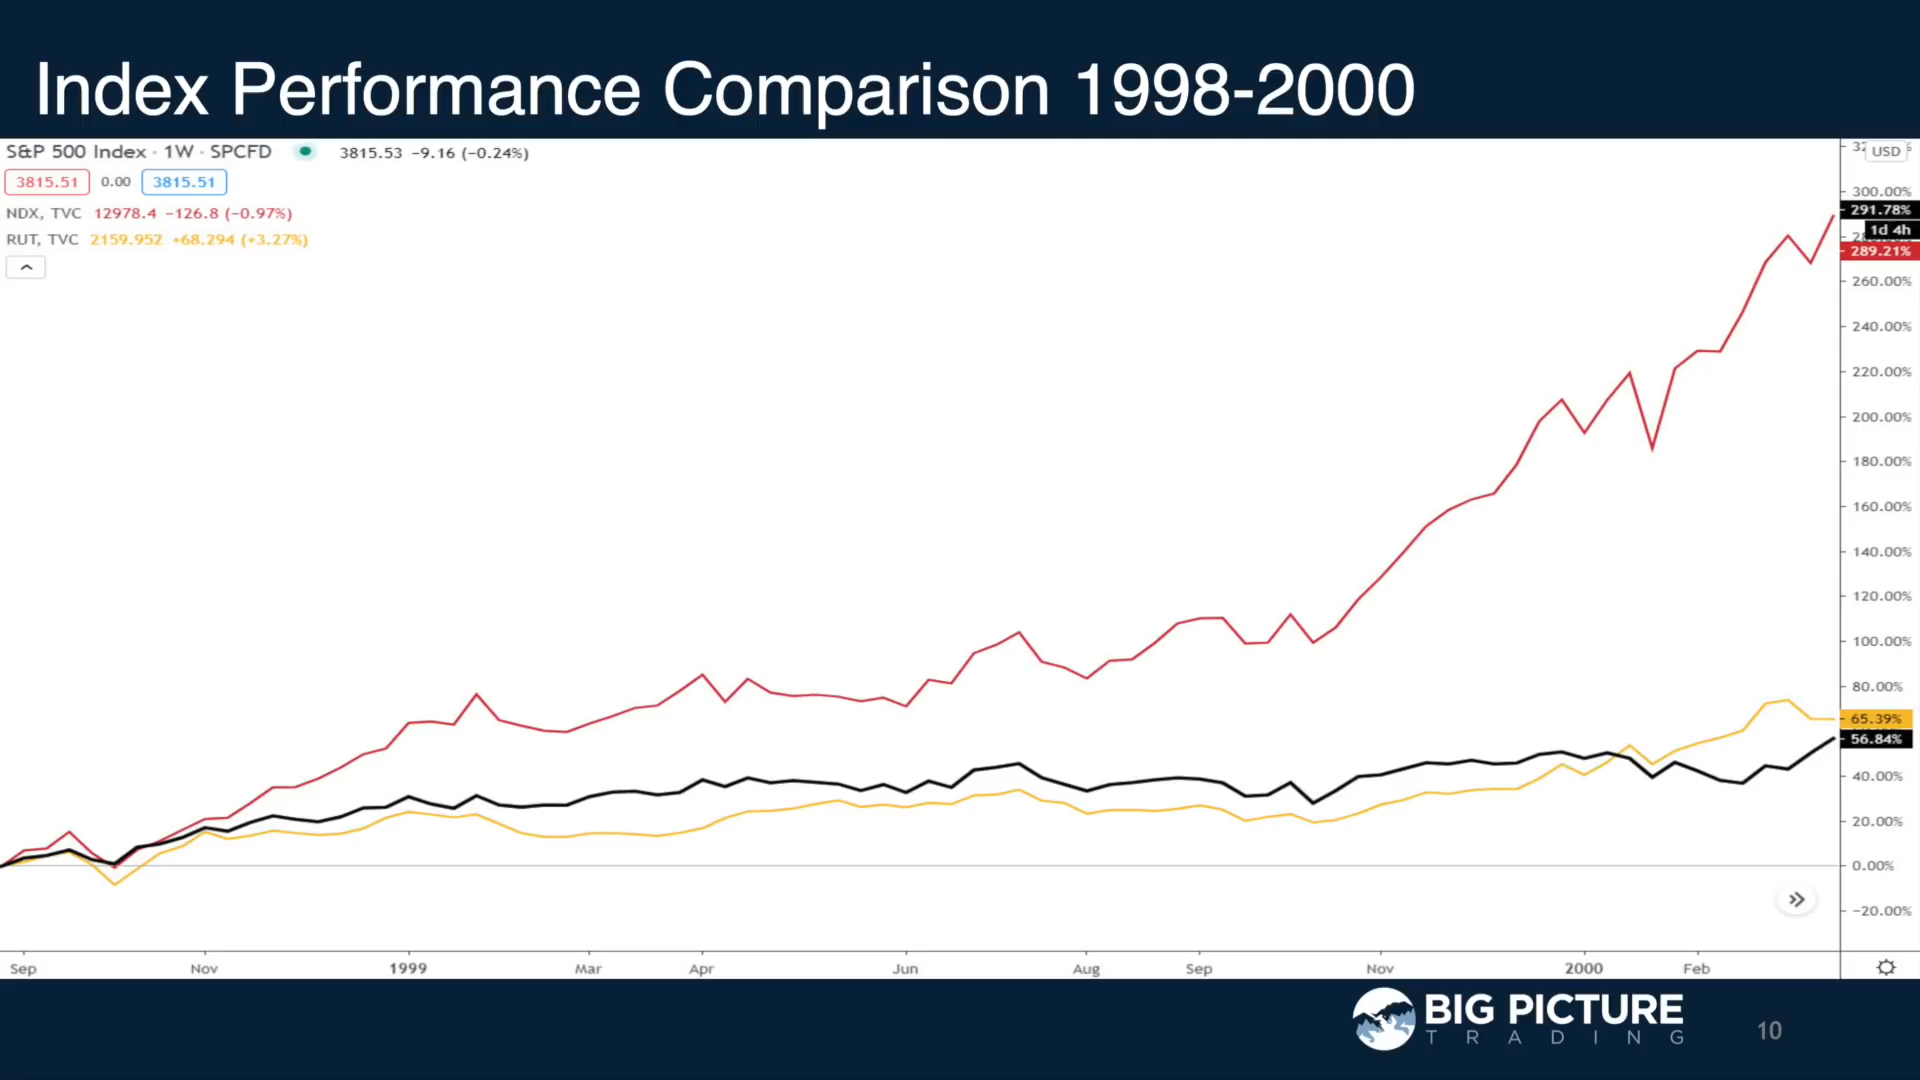 Index Performance Comparison 1998-2000
S&P 500 Index · 1W · SPCFD 3815.53 −9.16 (−0.24%)
3815.51 0.00 3815.51
NDX, TVC 12978.4 −126.8 (−0.97%)
RUT, TVC 2159.952 +68.294 (+3.27%)
USD
300.00%
291.78%
1d 4h
289.21%
260.00%
240.00%
220.00%
200.00%
180.00%
160.00%
140.00%
120.00%
100.00%
80.00%
65.39%
56.84%
40.00%
20.00%
0.00%
−20.00%
Sep Nov 1999 Mar Apr Jun Aug Sep Nov 2000 Feb
BIG PICTURE
TRADING
10